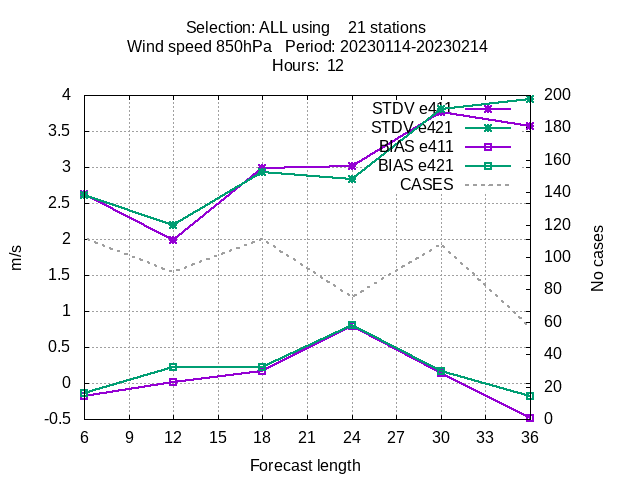 Selection: ALL using    21 stations
Wind speed 850hPa   Period: 20230114-20230214
Hours:  12
4
3.5
3
2.5
2
1.5
1
0.5
0
-0.5
m/s
STDV e411
STDV e421
BIAS e411
BIAS e421
CASES
200
180
160
140
120
100
80
60
40
20
0
No cases
6 9 12 15 18 21 24 27 30 33 36
Forecast length